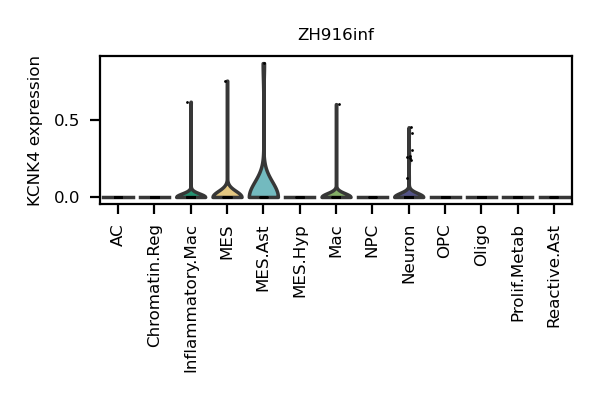 ZH916inf
KCNK4 expression
0.5
0.0
AC
Chromatin.Reg
Inflammatory.Mac
MES
MES.Ast
MES.Hyp
Mac
NPC
Neuron
OPC
Oligo
Prolif.Metab
Reactive.Ast